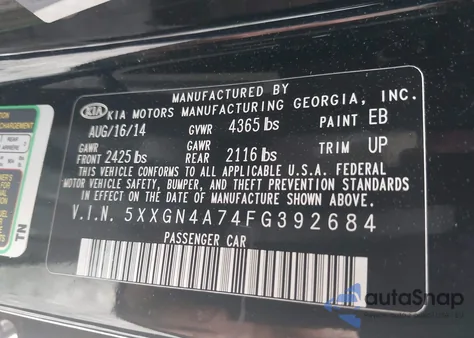 MANUFACTURED BY
KIA KIA MOTORS MANUFACTURING GEORGIA, INC.
AUG/16/14 GVWR 4365 lbs PAINT EB
GAWR FRONT 2425 lbs GAWR REAR 2116 lbs TRIM UP
THIS VEHICLE CONFORMS TO ALL APPLICABLE U.S.A. FEDERAL
MOTOR VEHICLE SAFETY, BUMPER, AND THEFT PREVENTION STANDARDS
IN EFFECT ON THE DATE OF MANUFACTURE SHOWN ABOVE.
V.I.N. 5XXGN4A74FG392684
PASSENGER CAR
TN
autoSnap